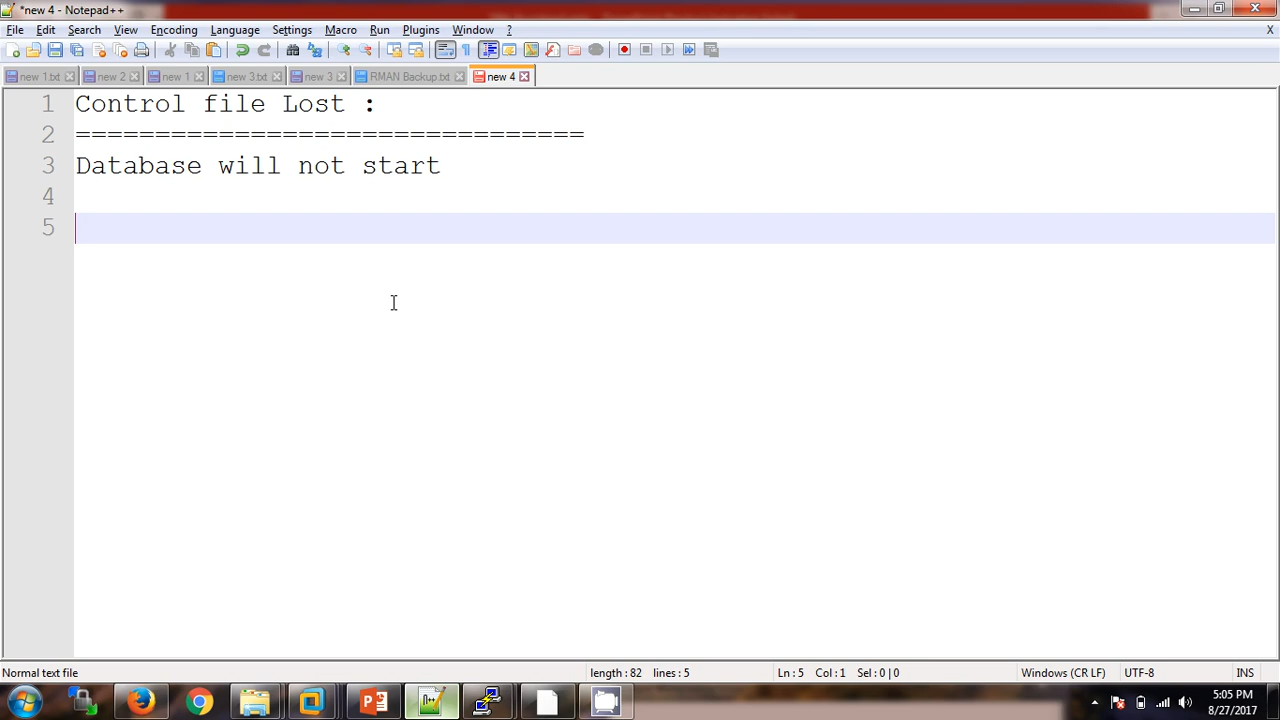 *new 4 - Notepad++
File Edit Search View Encoding Language Settings Macro Run Plugins Window ? X
new 1.txt new 2 new 1 new 3.txt new 3 RMAN Backup.txt new 4
1 Control file Lost :
2 ================================
3 Database will not start
4
5
Normal text file length : 82 lines : 5 Ln : 5 Col : 1 Sel : 0 | 0 Windows (CR LF) UTF-8 INS
5:05 PM
8/27/2017